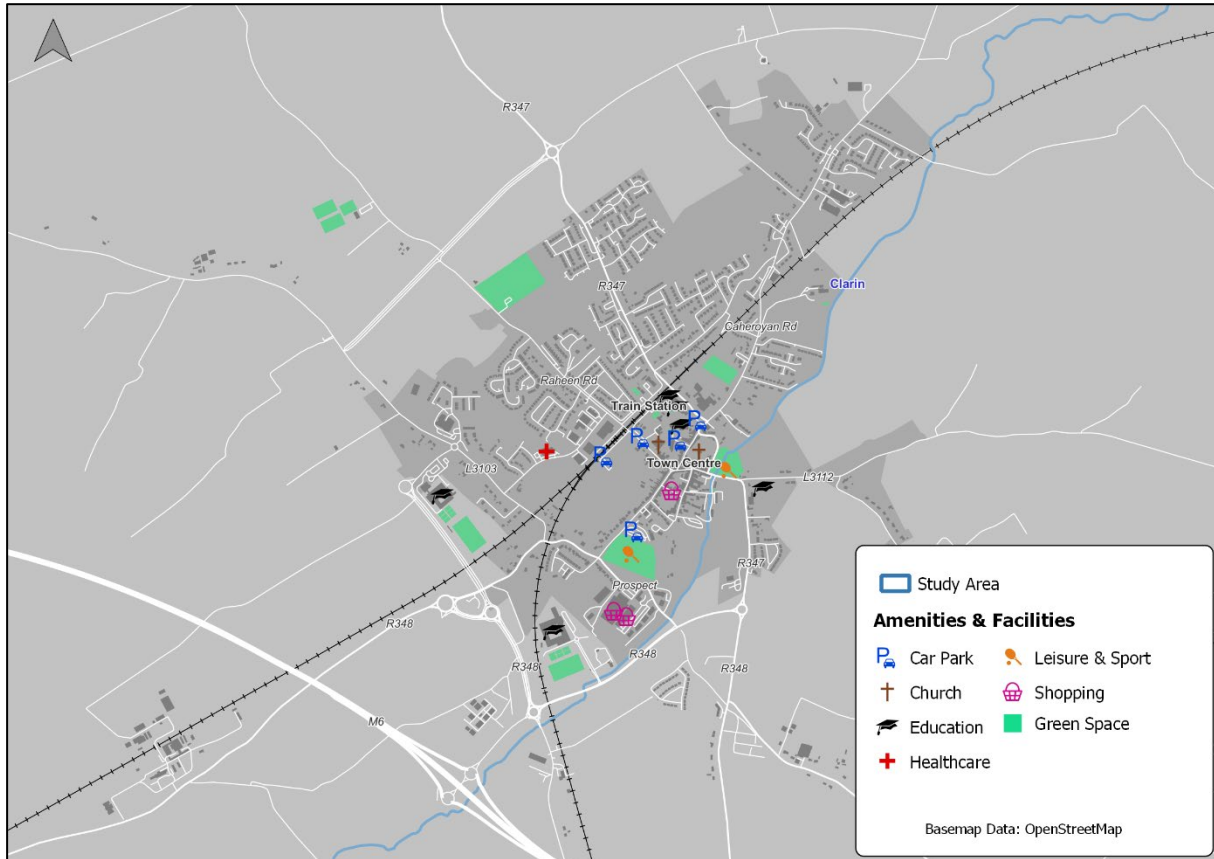 R347
Clarin
R347
Caheroyan Rd
Raheen Rd
Train Station
Town Centre
L3103
L3112
R347
Prospect
R348
R348
R348
R348
M6
Study Area
Amenities & Facilities
P Car Park
Leisure & Sport
Church
Shopping
Education
Green Space
Healthcare
Basemap Data: OpenStreetMap
P
P
P
P
P